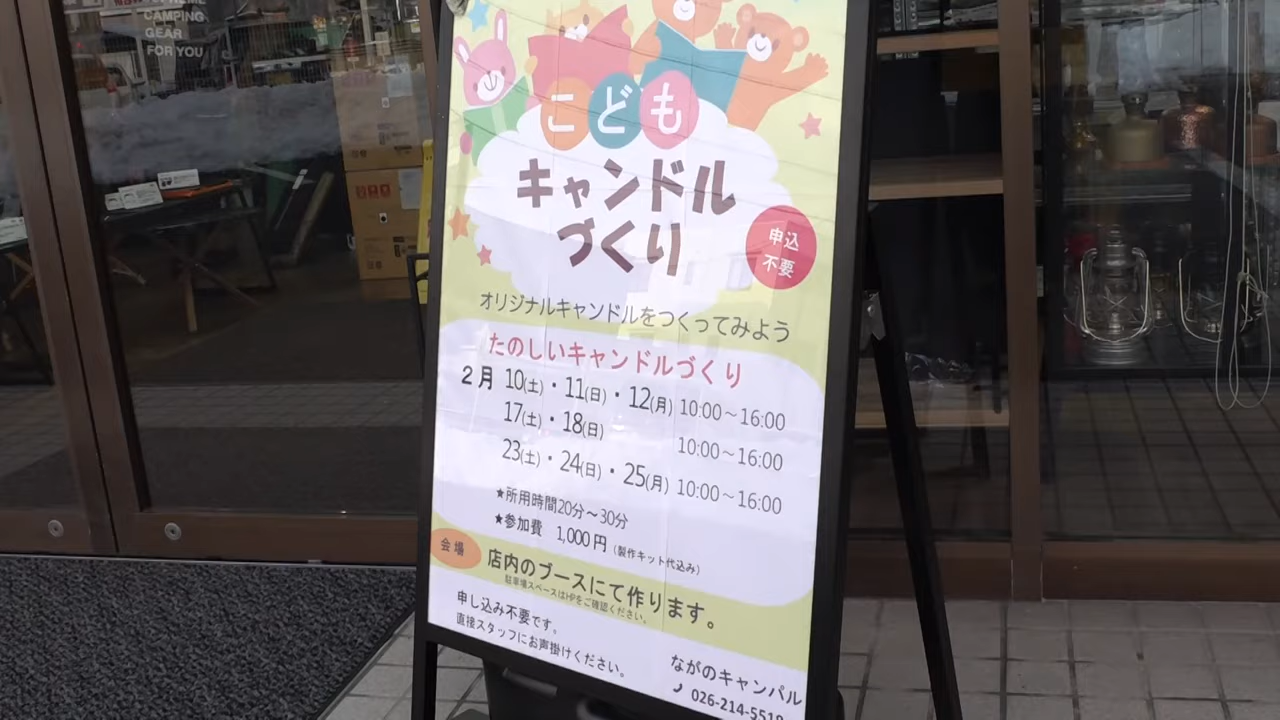 CAMPING
GEAR
FOR YOU
こども
キャンドル
づくり
申込
不要
オリジナルキャンドルをつくってみよう
たのしいキャンドルづくり
2月 10(土)・11(日)・12(月) 10:00～16:00
17(土)・18(日) 10:00～16:00
23(土)・24(日)・25(月) 10:00～16:00
★所用時間20分～30分
★参加費 1,000円(製作キット代込み)
会場
店内のブースにて作ります。
駐車場スペースはHPをご確認ください。
申し込み不要です。
直接スタッフにお声掛けください。
ながのキャンパル
026-214-5519